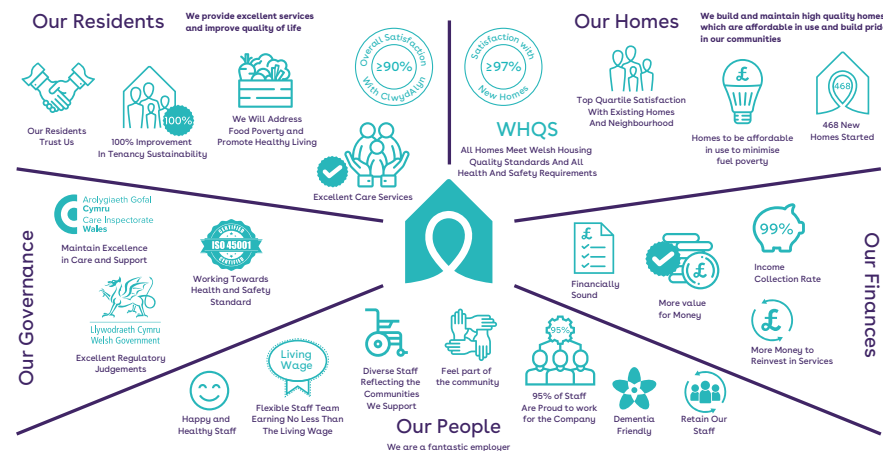 Our Residents
We provide excellent services
and improve quality of life
Our Residents
Trust Us
100%
100% Improvement
In Tenancy Sustainability
We Will Address
Food Poverty and
Promote Healthy Living
Overall Satisfaction
≥90%
With ClwydAlyn
Excellent Care Services
Our Homes
We build and maintain high quality homes
which are affordable in use and build pride
in our communities
Satisfaction with
≥97%
New Homes
WHQS
All Homes Meet Welsh Housing
Quality Standards And All
Health And Safety Requirements
Top Quartile Satisfaction
With Existing Homes
And Neighbourhood
£
Homes to be affordable
in use to minimise
fuel poverty
468
468 New
Homes Started
Our Governance
Arolygiaeth Gofal
Cymru
Care Inspectorate
Wales
Maintain Excellence
in Care and Support
CERTIFIED
ISO 45001
CERTIFIED
Working Towards
Health and Safety
Standard
Llywodraeth Cymru
Welsh Government
Excellent Regulatory
Judgements
Our Finances
£
Financially
Sound
£
More value
for Money
99%
Income
Collection Rate
£
More Money to
Reinvest in Services
Happy and
Healthy Staff
Living
Wage
Flexible Staff Team
Earning No Less Than
The Living Wage
Diverse Staff
Reflecting the
Communities
We Support
Feel part of
the community
95%
95% of Staff
Are Proud to work
for the Company
Dementia
Friendly
Retain Our
Staff
Our People
We are a fantastic employer